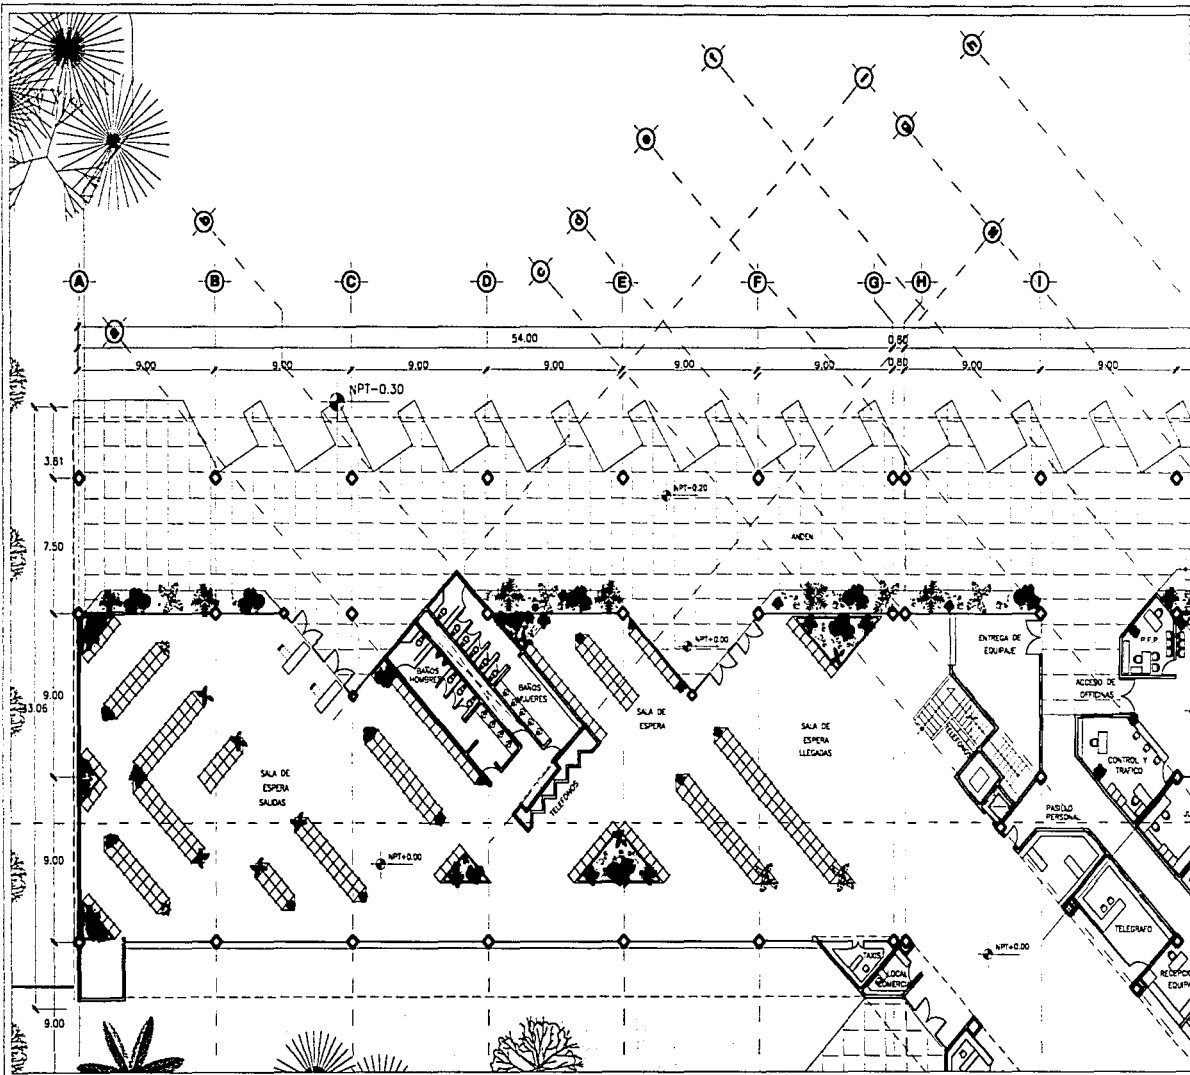 A
B
C
D
E
F
G
H
I
54.00
0.80
9.00
9.00
9.00
9.00
9.00
9.00
0.80
9.00
9.00
NPT-0.30
3.81
NPT-0.20
7.50
ANDEN
NPT+0.00
ENTREGA DE
EQUIPAJE
P.F.P.
BAÑOS
HOMBRES
BAÑOS
MUJERES
ACCESO DE
OFICINAS
9.00
SALA DE
ESPERA
SALA DE
ESPERA
LLEGADAS
TELEFONOS
CONTROL Y
TRAFICO
SALA DE
ESPERA
SALIDAS
TELEFONOS
PASILLO
PERSONAL
9.00
NPT+0.00
TELEGRAFO
NPT+0.00
TAXIS
LOCAL
COMERCIAL
9.00